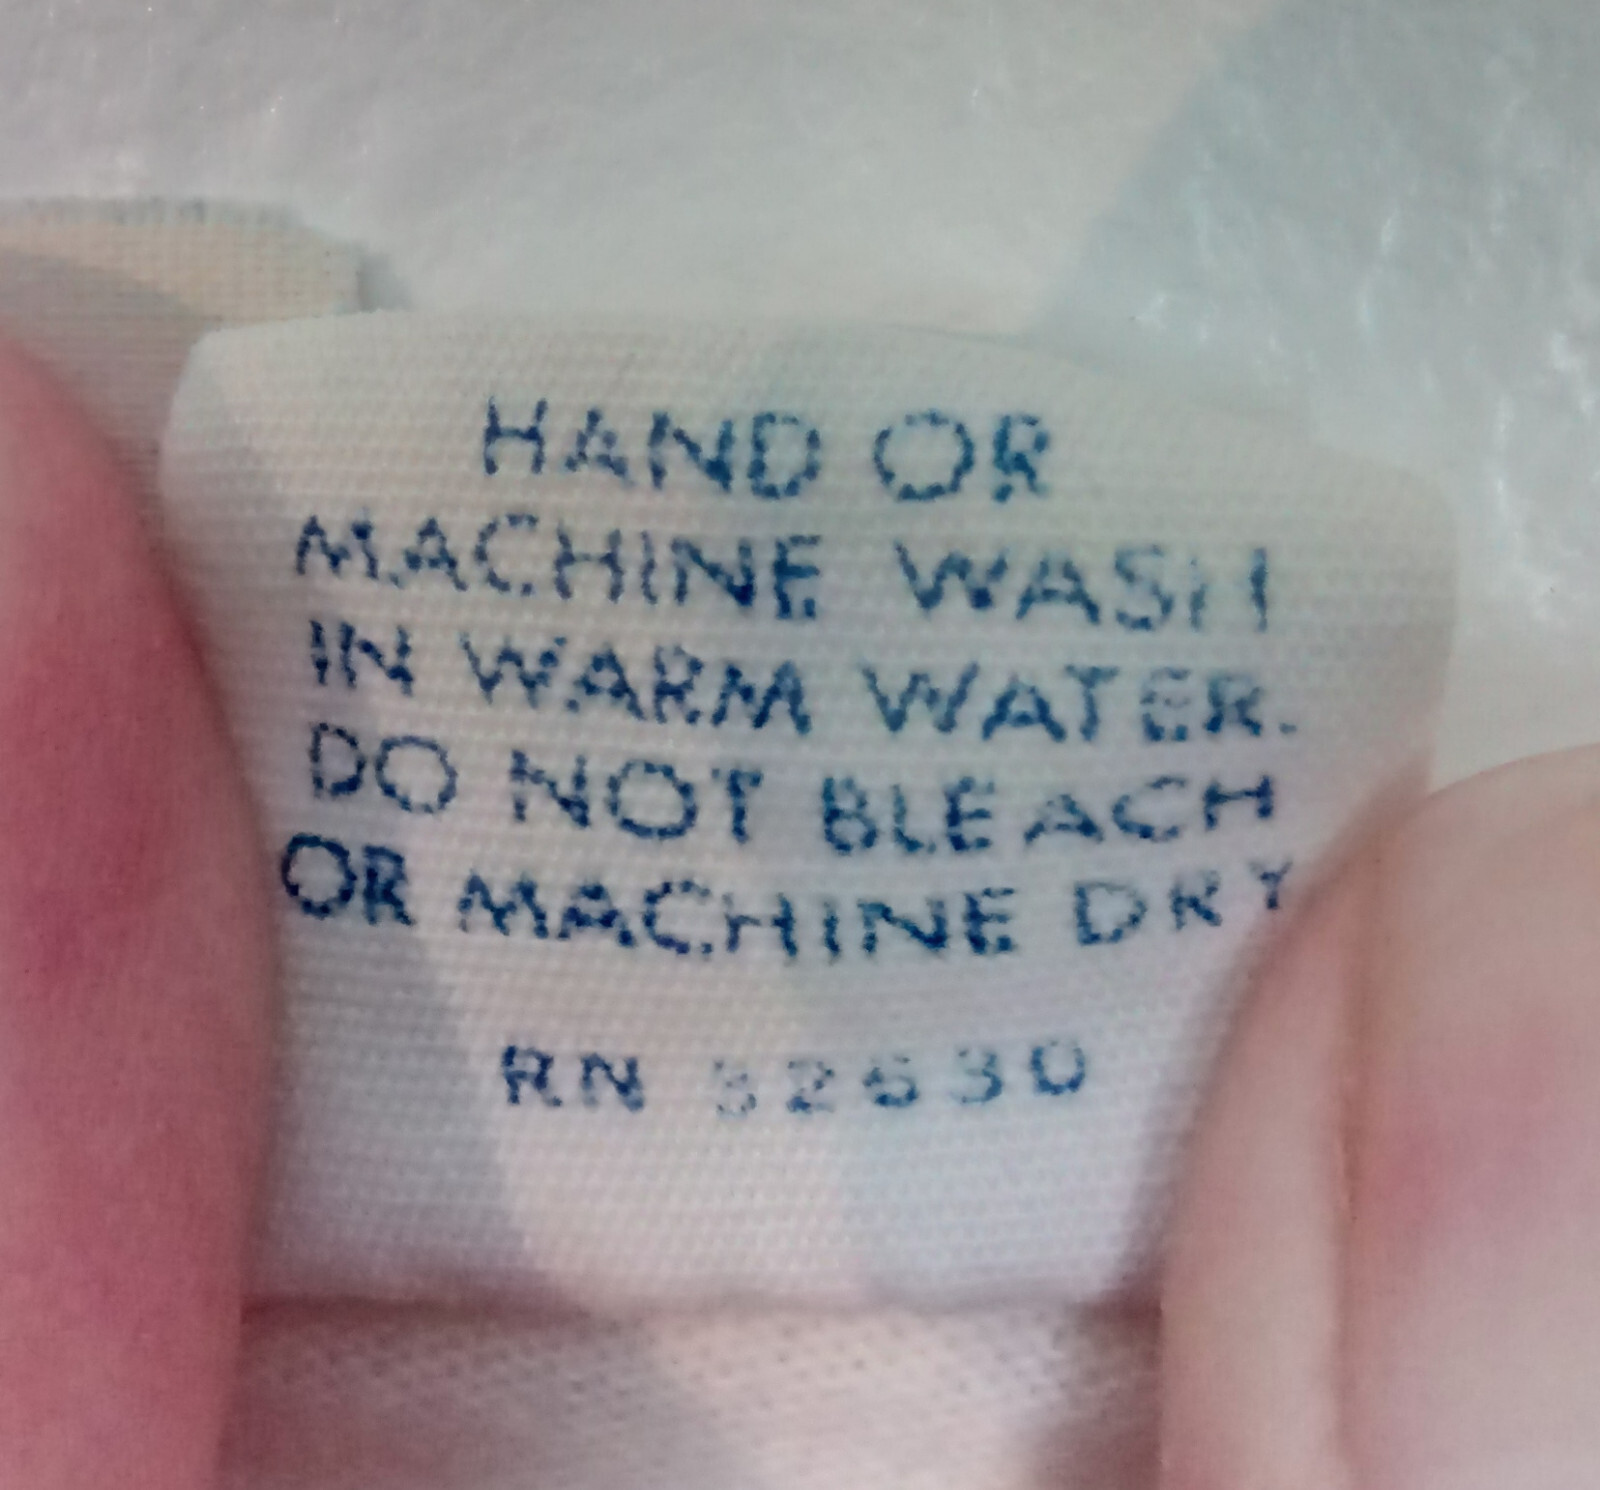 HAND OR
MACHINE WASH
IN WARM WATER.
DO NOT BLEACH
OR MACHINE DRY
RN